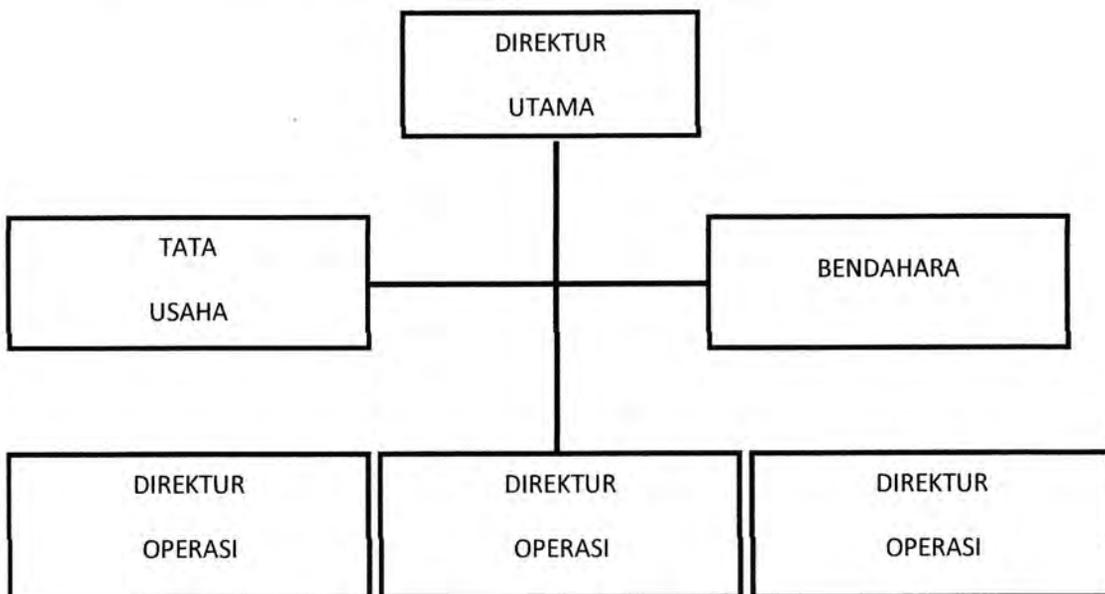 DIREKTUR
UTAMA
TATA
USAHA
BENDAHARA
DIREKTUR
OPERASI
DIREKTUR
OPERASI
DIREKTUR
OPERASI